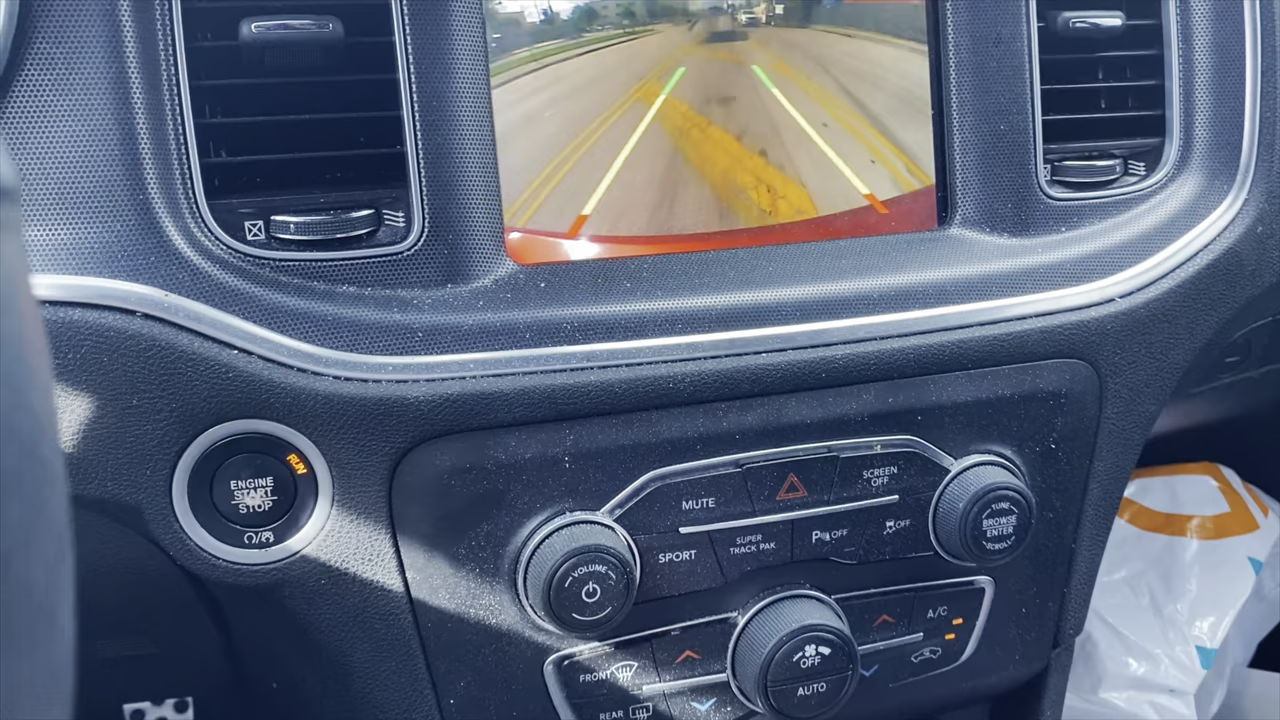 RUN
ENGINE
START
STOP
MUTE
SCREEN
OFF
SPORT
SUPER
TRACK PAK
P OFF
OFF
TUNE
BROWSE
ENTER
SCROLL
VOLUME
FRONT
REAR
OFF
AUTO
A/C